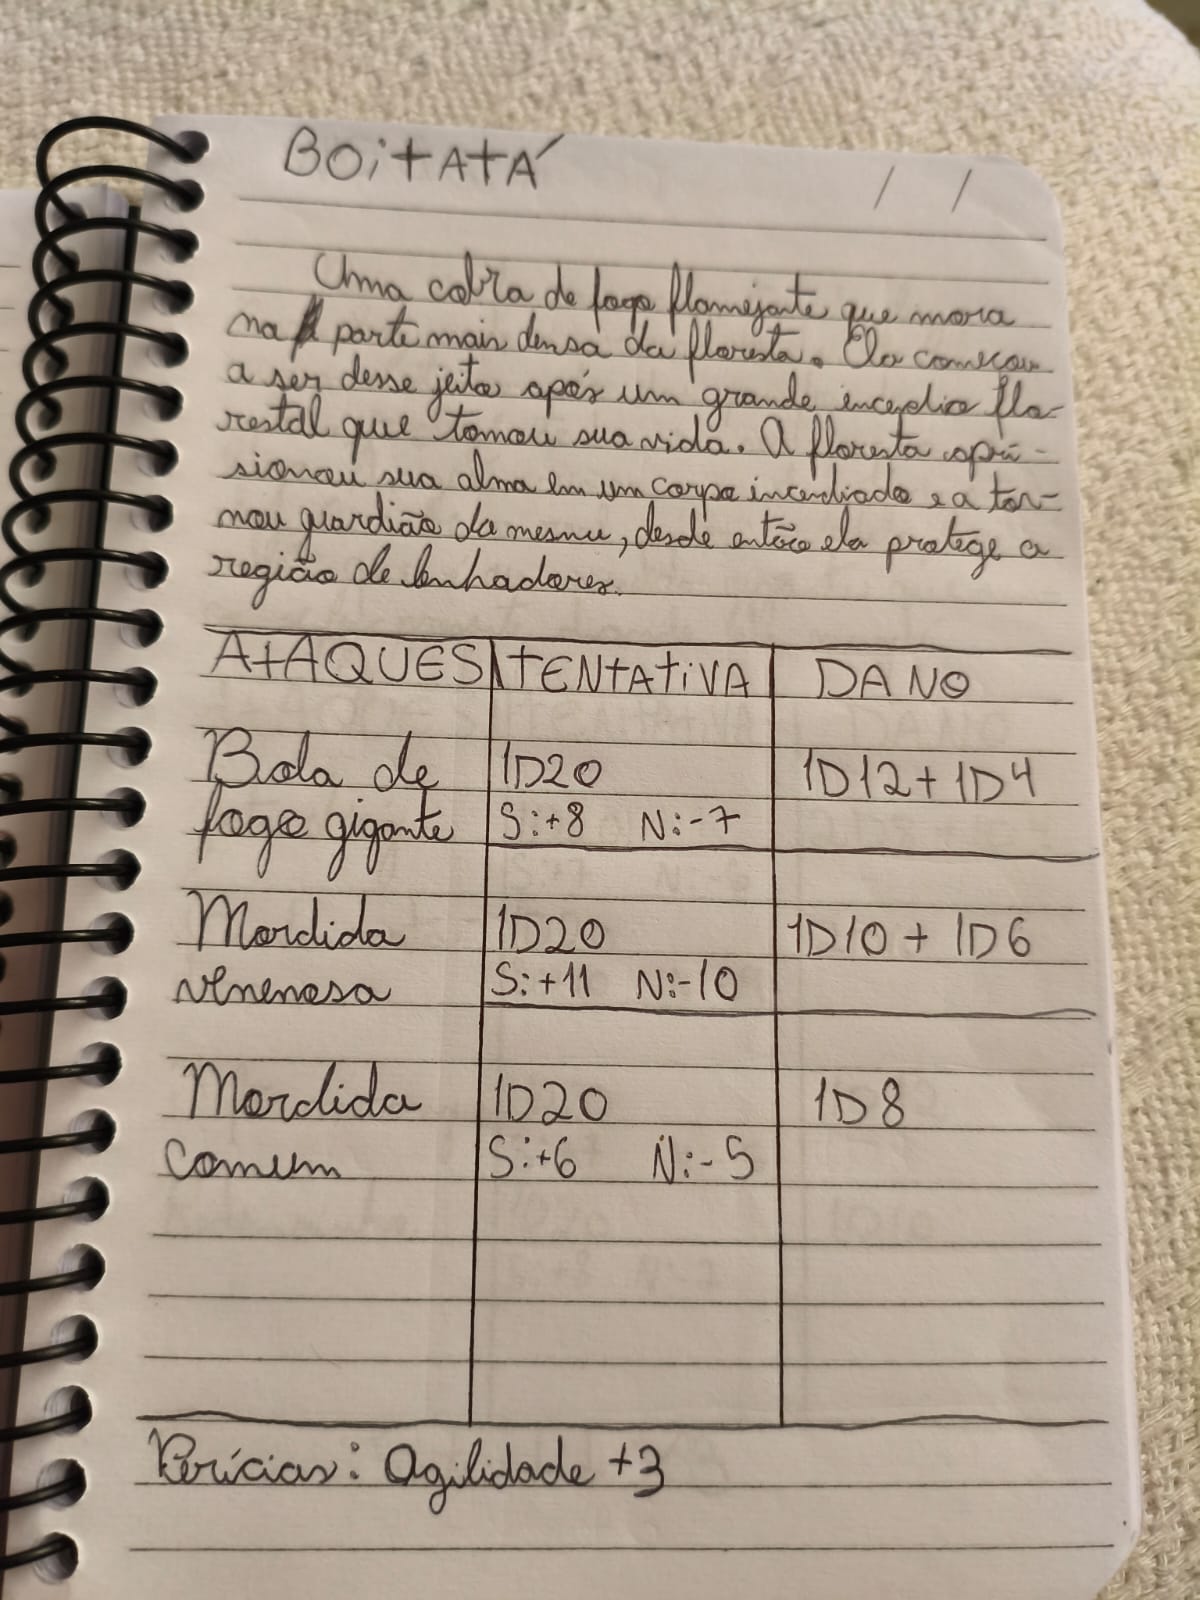 BOitAtÁ / /
Uma cobra de fogo flamejante que mora
na parte mais densa da floresta. Ela começou
a ser desse jeito após um grande incedio flo-
restal que tomou sua vida. A floresta apri-
sionou sua alma em um corpo incendiado e a tor-
nou guardião da mesma, desde então ela protege a
região de lenhadores.
AtAQUES tENtAtiVA DANO
Bola de 1D20 1D12 + 1D4
fogo gigante S:+8 N:-7
Mordida 1D20 1D10 + 1D6
venenosa S:+11 N:-10
Mordida 1D20 1D8
comum S:+6 N:-5
Perícias: Agilidade +3